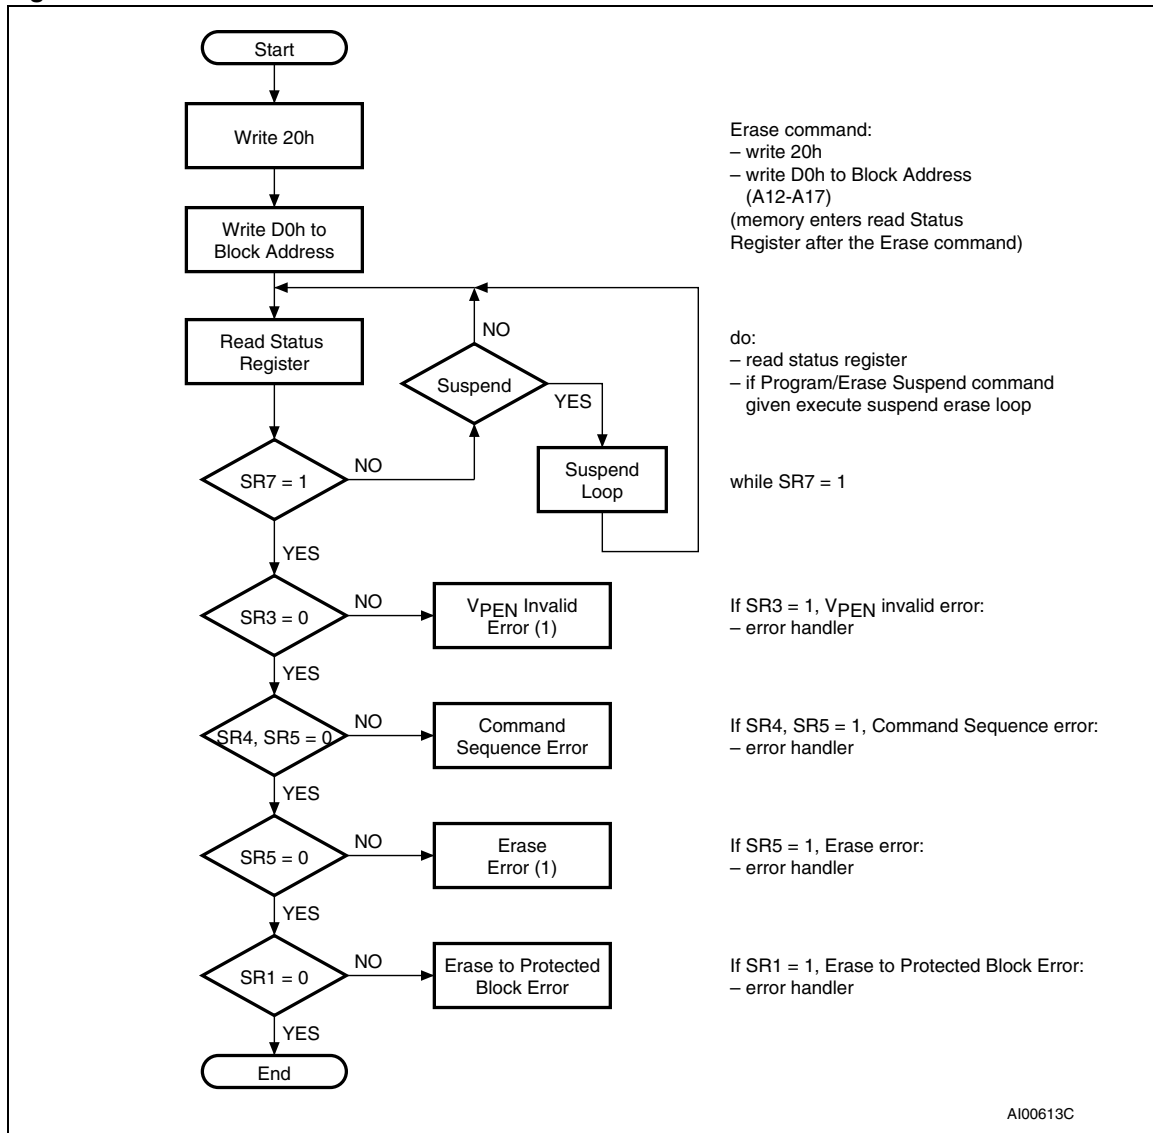 Start
Write 20h
Erase command:
– write 20h
– write D0h to Block Address
(A12-A17)
(memory enters read Status
Register after the Erase command)
Write D0h to
Block Address
Read Status
Register
NO
Suspend
YES
do:
– read status register
– if Program/Erase Suspend command
given execute suspend erase loop
SR7 = 1
NO
Suspend
Loop
while SR7 = 1
YES
SR3 = 0
NO
VPEN Invalid
Error (1)
If SR3 = 1, VPEN invalid error:
– error handler
YES
SR4, SR5 = 0
NO
Command
Sequence Error
If SR4, SR5 = 1, Command Sequence error:
– error handler
YES
SR5 = 0
NO
Erase
Error (1)
If SR5 = 1, Erase error:
– error handler
YES
SR1 = 0
NO
Erase to Protected
Block Error
If SR1 = 1, Erase to Protected Block Error:
– error handler
YES
End
AI00613C